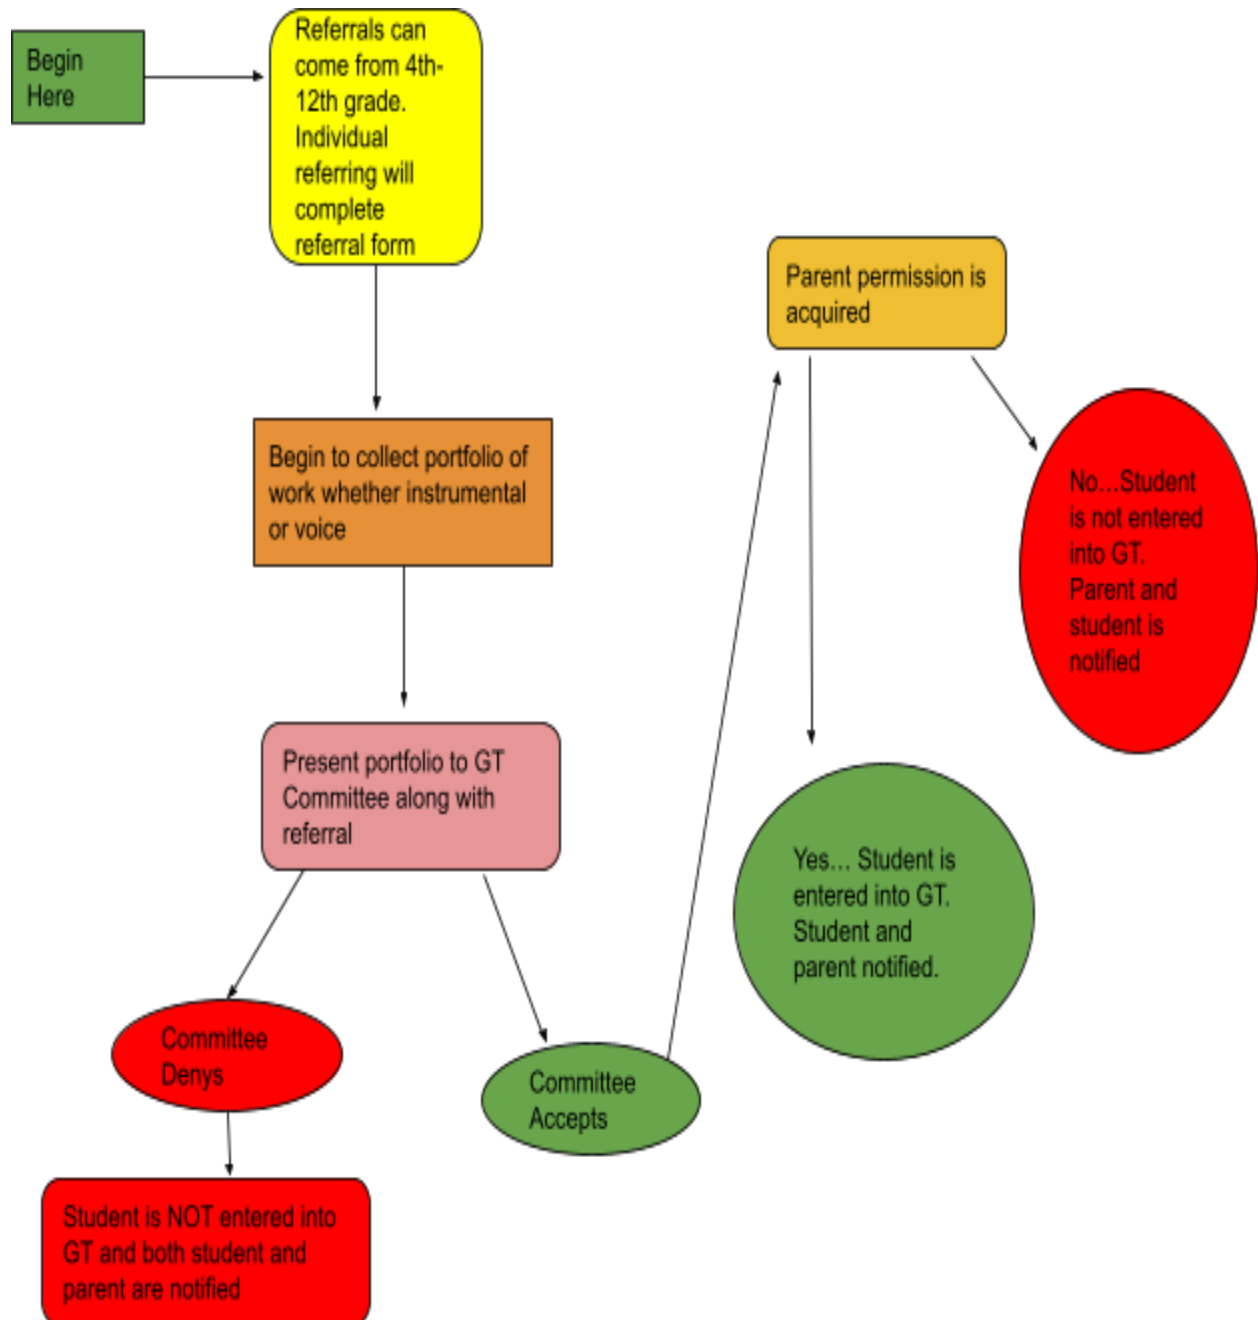 Begin
Here
Referrals can
come from 4th-
12th grade.
Individual
referring will
complete
referral form
Begin to collect portfolio of
work whether instrumental
or voice
Present portfolio to GT
Committee along with
referral
Committee
Denys
Student is NOT entered into
GT and both student and
parent are notified
Committee
Accepts
Parent permission is
acquired
No...Student
is not entered
into GT.
Parent and
student is
notified
Yes... Student is
entered into GT.
Student and
parent notified.